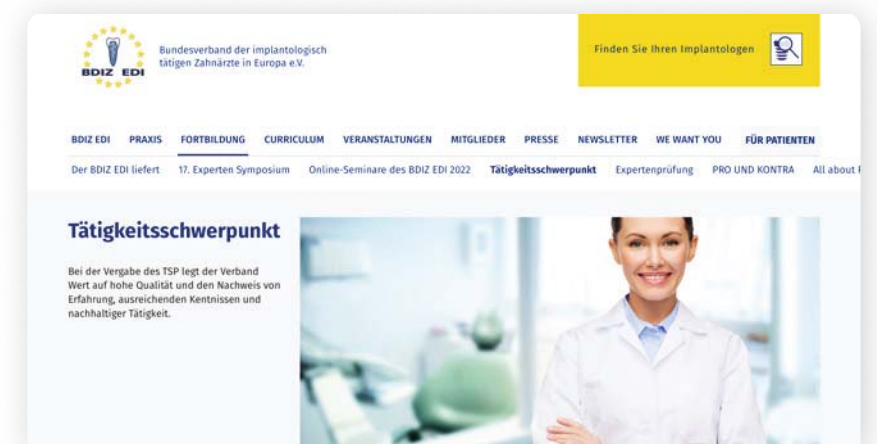 BDIZ EDI
Bundesverband der implantologisch
tätigen Zahnärzte in Europa e.V.
Finden Sie Ihren Implantologen
BDIZ EDI PRAXIS FORTBILDUNG CURRICULUM VERANSTALTUNGEN MITGLIEDER PRESSE NEWSLETTER WE WANT YOU FÜR PATIENTEN
Der BDIZ EDI liefert 17. Experten Symposium Online-Seminare des BDIZ EDI 2022 Tätigkeitsschwerpunkt Expertenprüfung PRO UND KONTRA All about
Tätigkeitsschwerpunkt
Bei der Vergabe des TSP legt der Verband
Wert auf hohe Qualität und den Nachweis von
Erfahrung, ausreichenden Kentnissen und
nachhaltiger Tätigkeit.